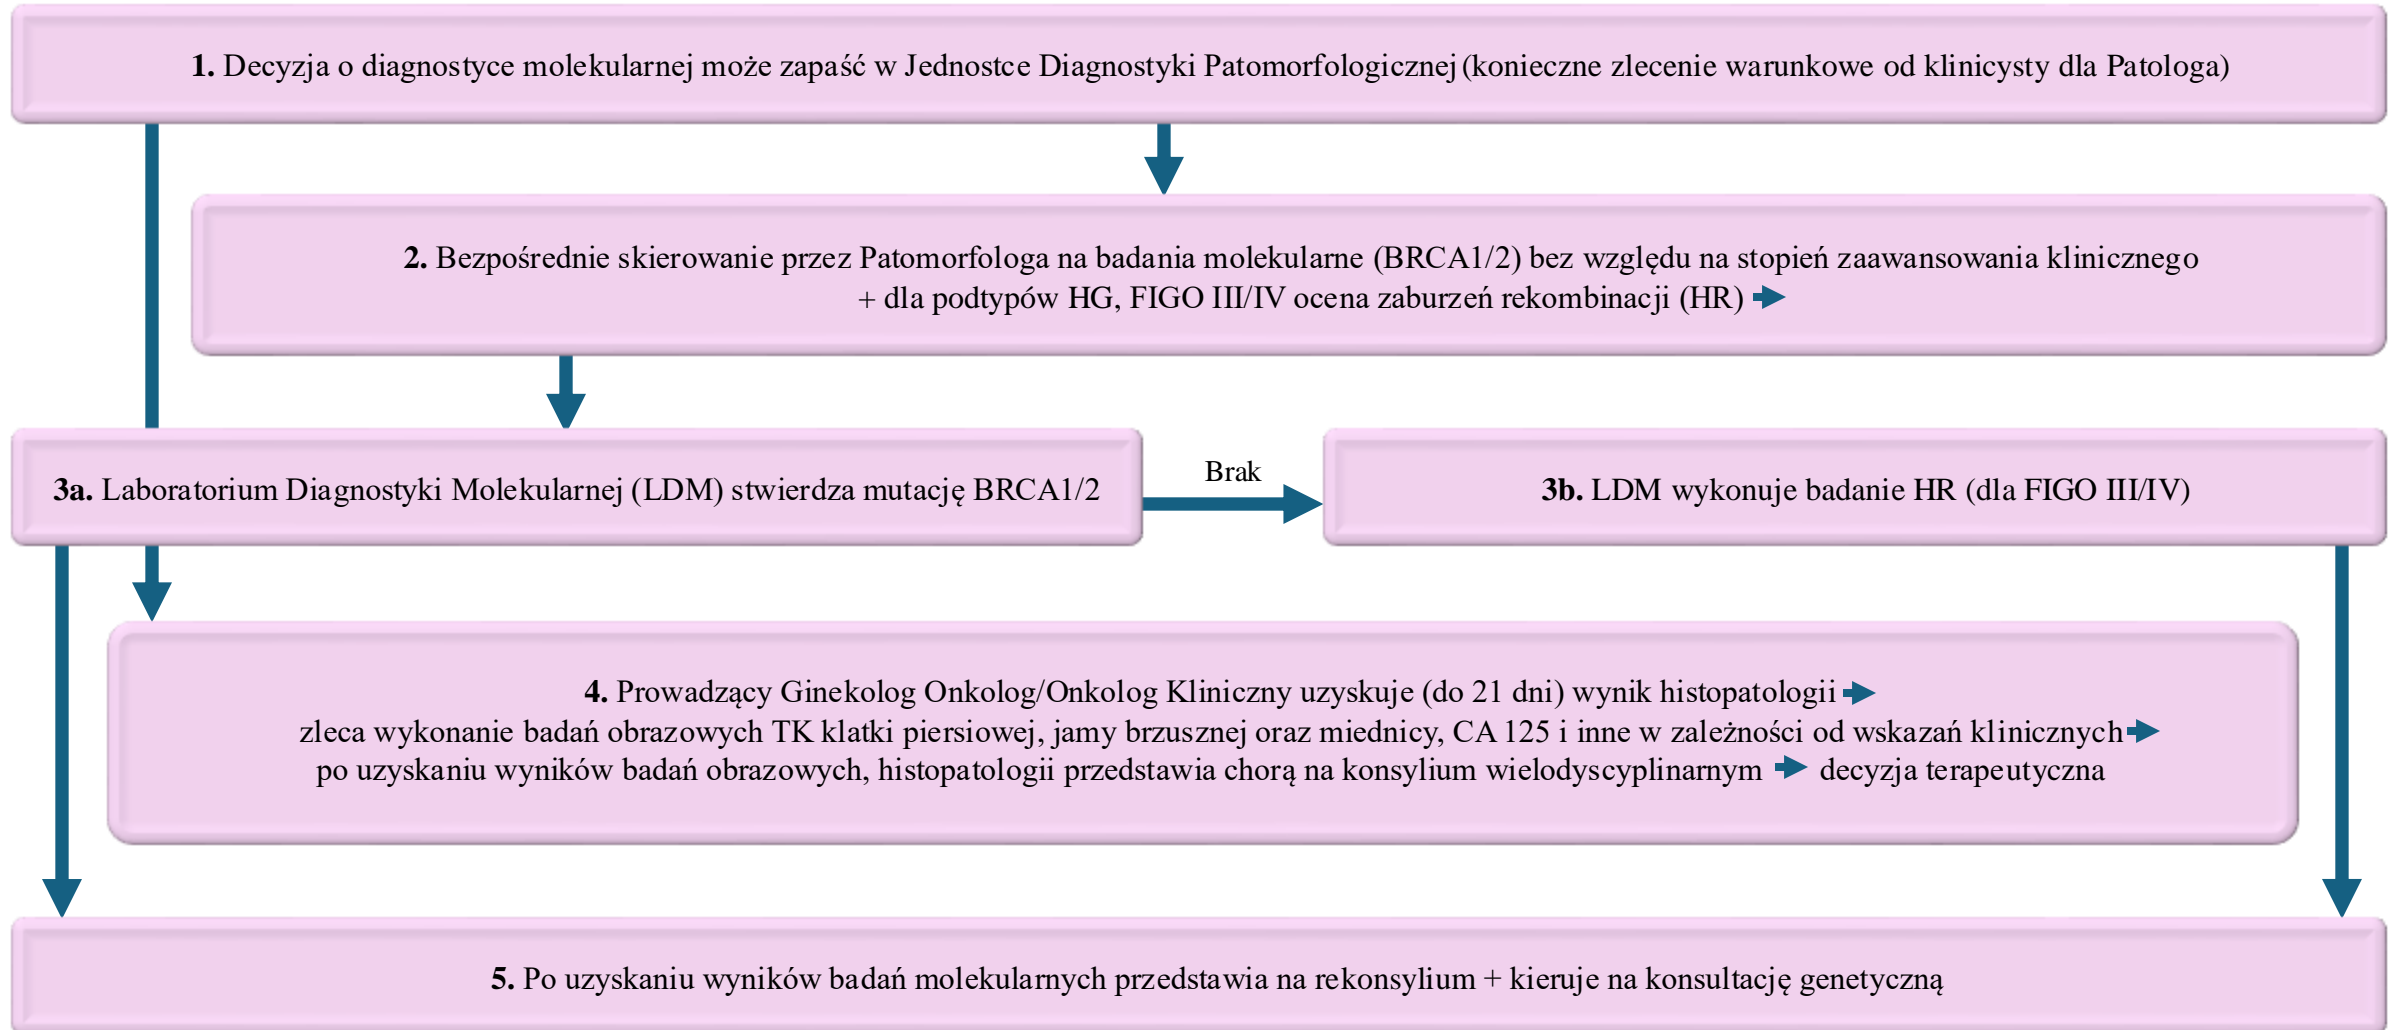 1. Decyzja o diagnostyce molekularnej może zapaść w Jednostce Diagnostyki Patomorfologicznej (konieczne zlecenie warunkowe od klinicysty dla Patologa)
2. Bezpośrednie skierowanie przez Patomorfologa na badania molekularne (BRCA1/2) bez względu na stopień zaawansowania klinicznego
+ dla podtypów HG, FIGO III/IV ocena zaburzeń rekombinacji (HR)
3a. Laboratorium Diagnostyki Molekularnej (LDM) stwierdza mutację BRCA1/2
Brak
3b. LDM wykonuje badanie HR (dla FIGO III/IV)
4. Prowadzący Ginekolog Onkolog/Onkolog Kliniczny uzyskuje (do 21 dni) wynik histopatologii
zleca wykonanie badań obrazowych TK klatki piersiowej, jamy brzusznej oraz miednicy, CA 125 i inne w zależności od wskazań klinicznych
po uzyskaniu wyników badań obrazowych, histopatologii przedstawia chorą na konsylium wielodyscyplinarnym decyzja terapeutyczna
5. Po uzyskaniu wyników badań molekularnych przedstawia na rekonsylium + kieruje na konsultację genetyczną